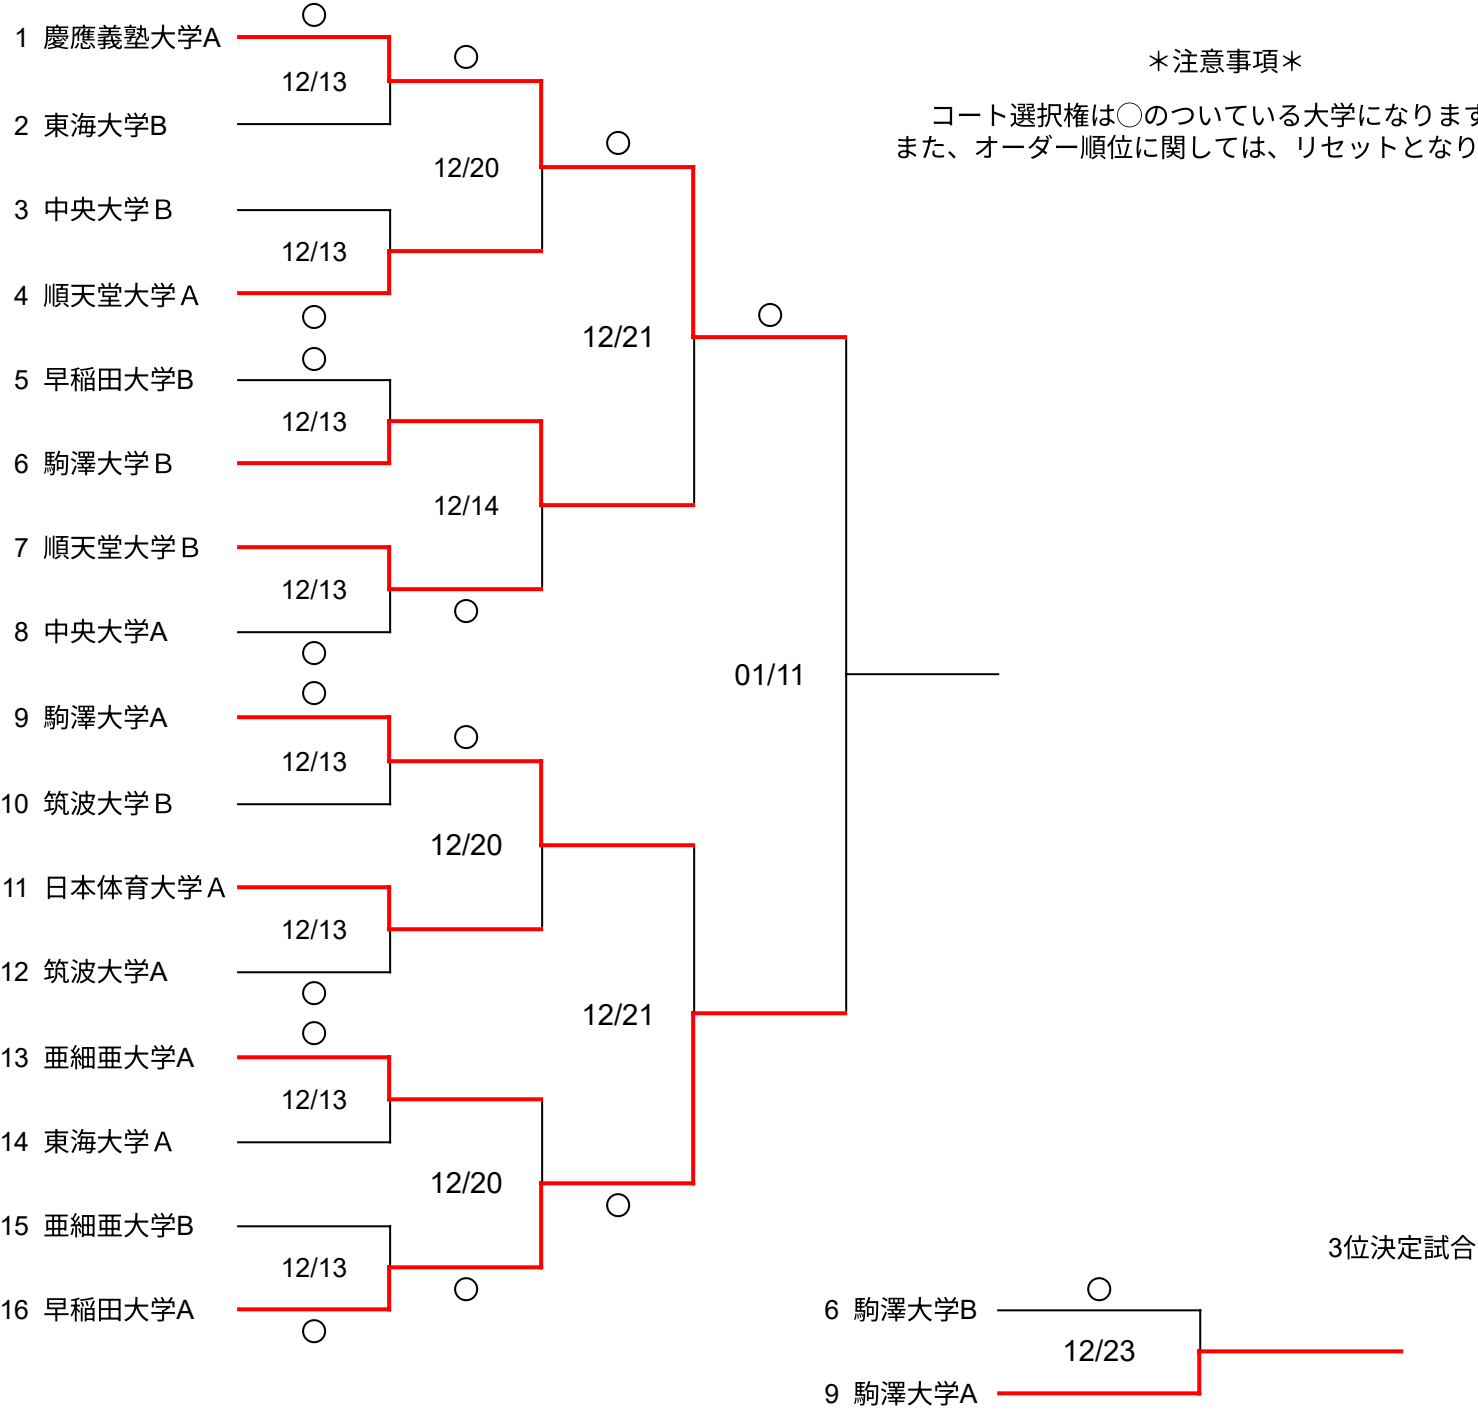 1 慶應義塾大学A
12/13
2 東海大学B
12/20
3 中央大学Ｂ
12/13
4 順天堂大学Ａ
12/21
5 早稲田大学B
12/13
6 駒澤大学Ｂ
12/14
7 順天堂大学Ｂ
12/13
8 中央大学A
01/11
9 駒澤大学A
12/13
10 筑波大学Ｂ
12/20
11 日本体育大学Ａ
12/13
12 筑波大学A
12/21
13 亜細亜大学A
12/13
14 東海大学Ａ
12/20
15 亜細亜大学B
12/13
16 早稲田大学A
＊注意事項＊
コート選択権は◯のついている大学になります
また、オーダー順位に関しては、リセットとなり
3位決定試合
6 駒澤大学B
12/23
9 駒澤大学A